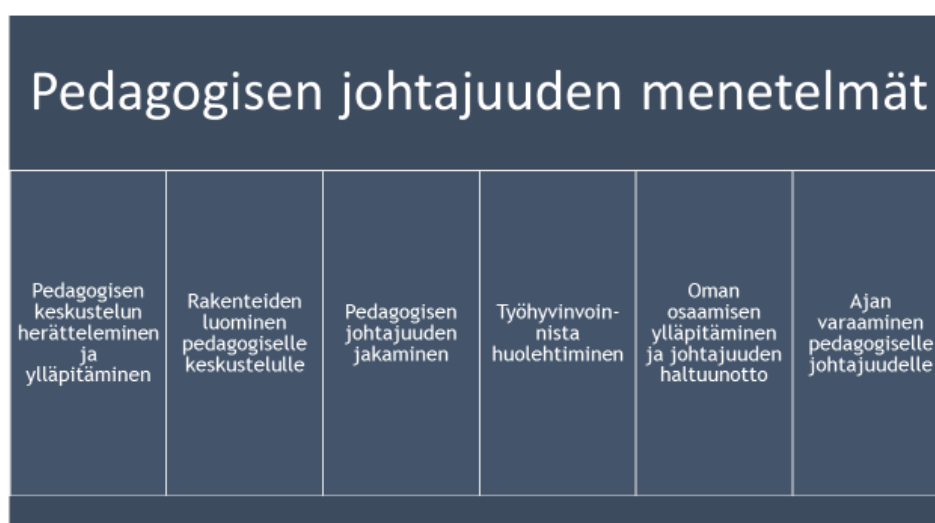 Pedagogisen johtajuuden menetelmät
Pedagogisen
keskustelun
herätteleminen
ja
ylläpitäminen
Rakenteiden
luominen
pedagogiselle
keskustelulle
Pedagogisen
johtajuuden
jakaminen
Työhyvinvoin-
nista
huolehtiminen
Oman
osaamisen
ylläpitäminen
ja johtajuuden
haltuunotto
Ajan
varaaminen
pedagogiselle
johtajuudelle